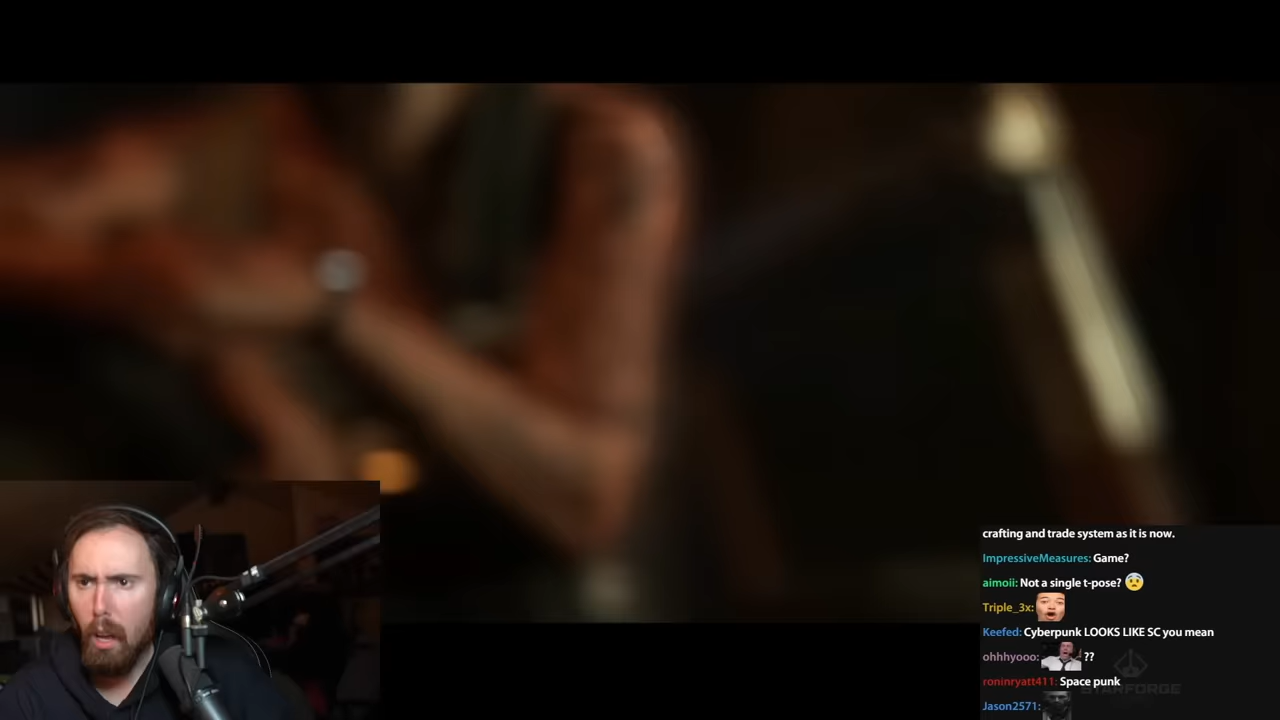 crafting and trade system as it is now.
ImpressiveMeasures: Game?
aimoii: Not a single t-pose?
Triple_3x:
Keefed: Cyberpunk LOOKS LIKE SC you mean
ohhhyooo: ??
roninryatt411: Space punk
STARFORGE
Jason2571: